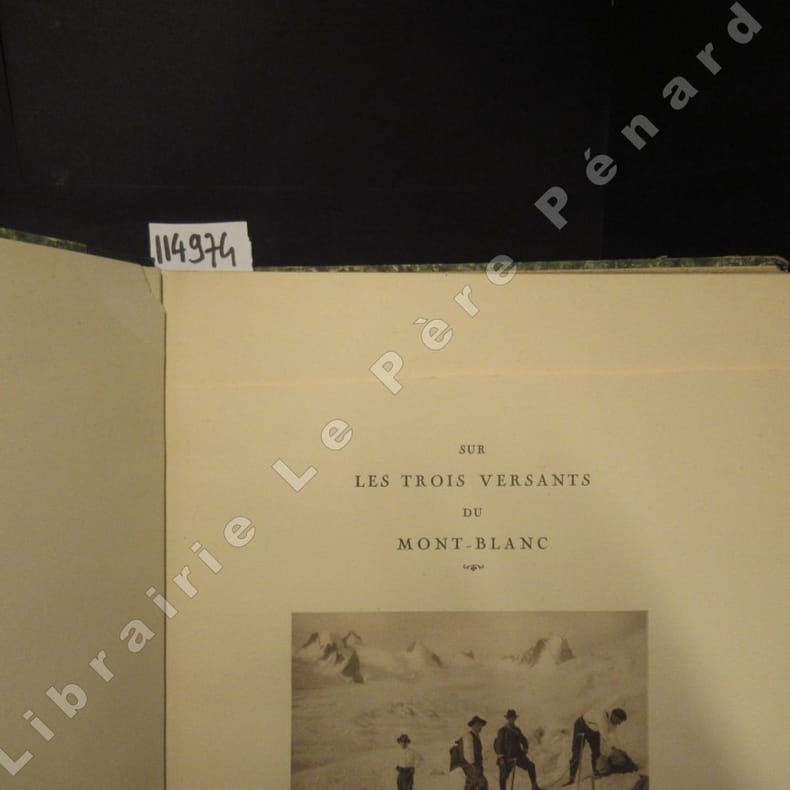 114974
SUR
LES TROIS VERSANTS
DU
MONT-BLANC
Librairie Le Père Pénard